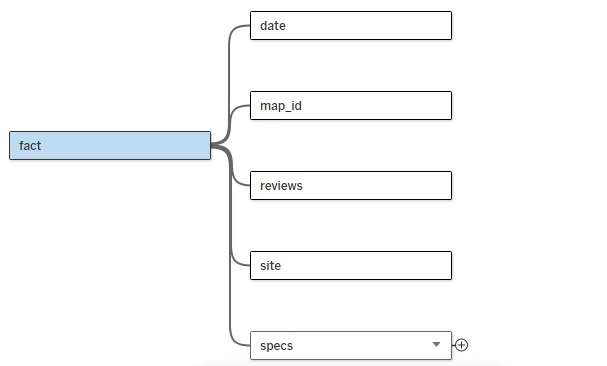 date
map_id
fact
reviews
site
specs